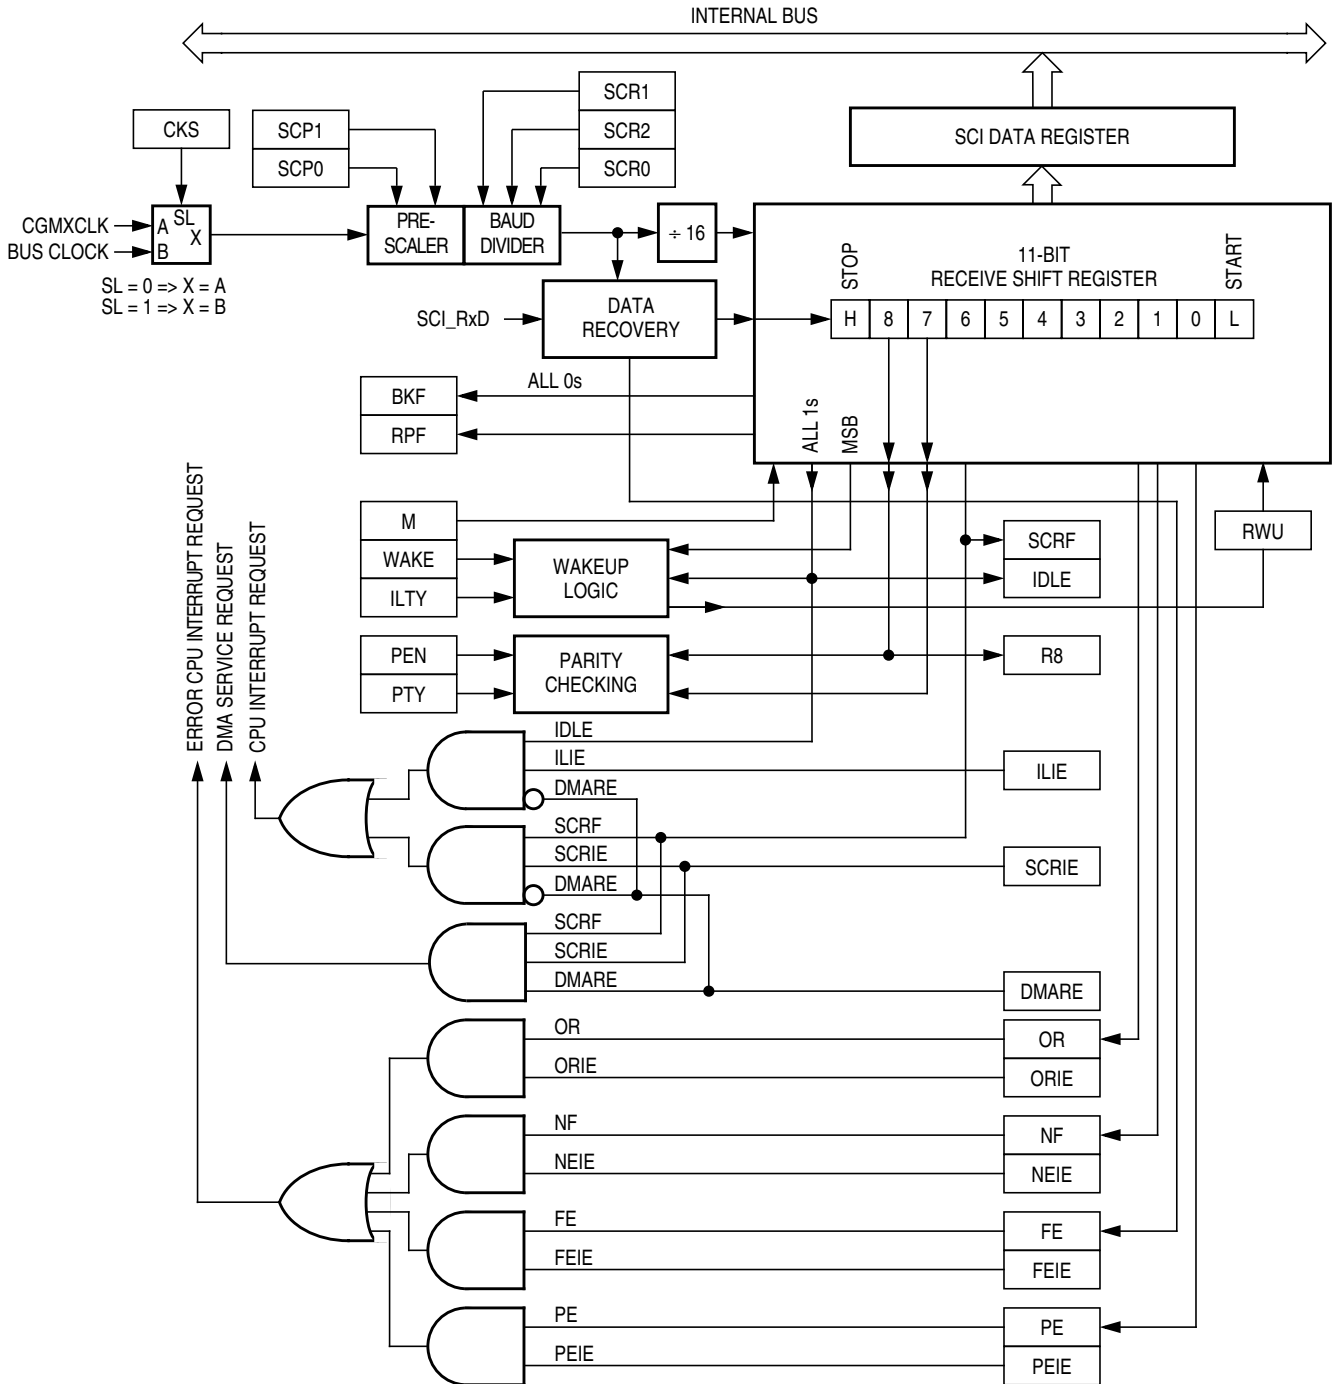 INTERNAL BUS
SCR1
SCR2
SCR0
CKS
SCP1
SCP0
SCI DATA REGISTER
CGMXCLK
BUS CLOCK
A
B
SL
X
SL = 0 => X = A
SL = 1 => X = B
PRE-
SCALER
BAUD
DIVIDER
÷ 16
STOP
11-BIT
RECEIVE SHIFT REGISTER
START
H 8 7 6 5 4 3 2 1 0 L
SCI_RxD
DATA
RECOVERY
ALL 0s
BKF
RPF
ALL 1s
MSB
M
WAKE
ILTY
WAKEUP
LOGIC
SCRF
IDLE
RWU
PEN
PTY
PARITY
CHECKING
R8
ERROR CPU INTERRUPT REQUEST
DMA SERVICE REQUEST
CPU INTERRUPT REQUEST
IDLE
ILIE
DMARE
ILIE
SCRF
SCRIE
DMARE
SCRIE
SCRF
SCRIE
DMARE
DMARE
OR
ORIE
OR
ORIE
NF
NEIE
NF
NEIE
FE
FEIE
FE
FEIE
PE
PEIE
PE
PEIE